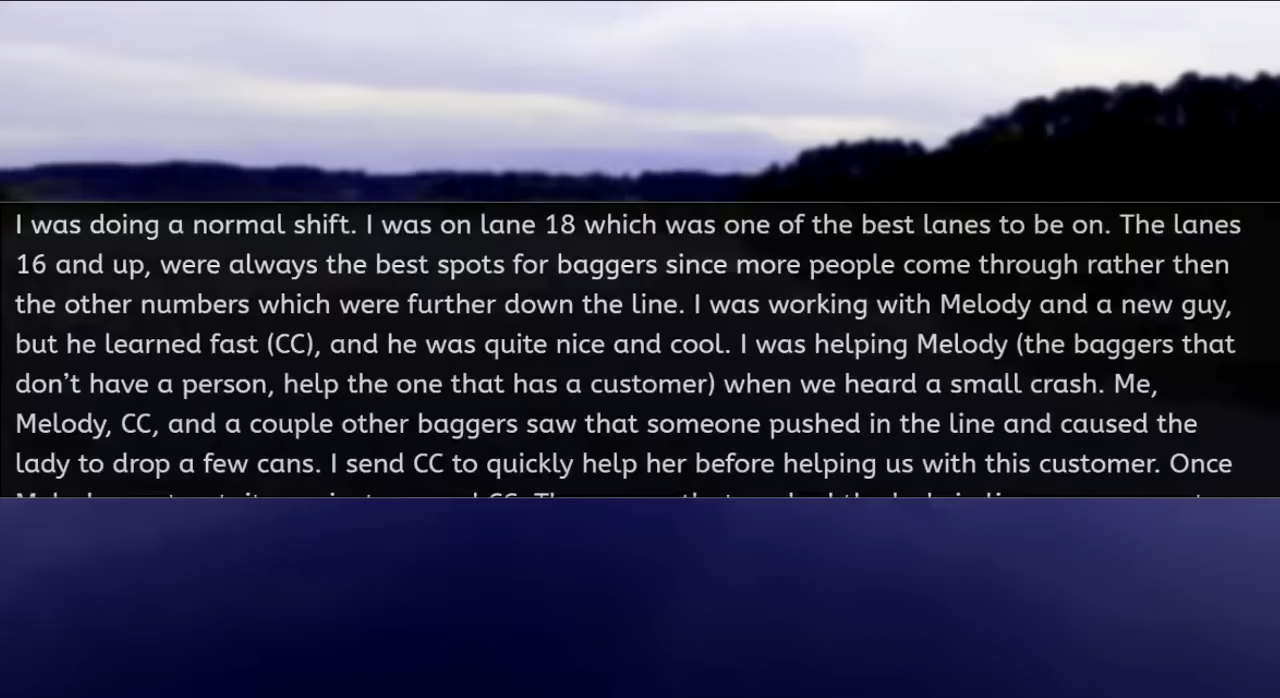 I was doing a normal shift. I was on lane 18 which was one of the best lanes to be on. The lanes
16 and up, were always the best spots for baggers since more people come through rather then
the other numbers which were further down the line. I was working with Melody and a new guy,
but he learned fast (CC), and he was quite nice and cool. I was helping Melody (the baggers that
don’t have a person, help the one that has a customer) when we heard a small crash. Me,
Melody, CC, and a couple other baggers saw that someone pushed in the line and caused the
lady to drop a few cans. I send CC to quickly help her before helping us with this customer. Once